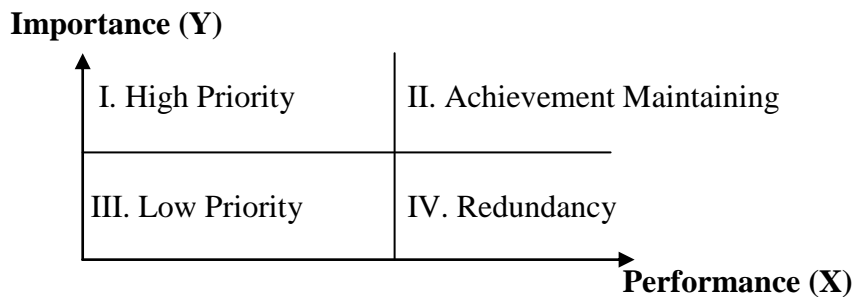 Importance (Y)
I. High Priority
II. Achievement Maintaining
III. Low Priority
IV. Redundancy
Performance (X)